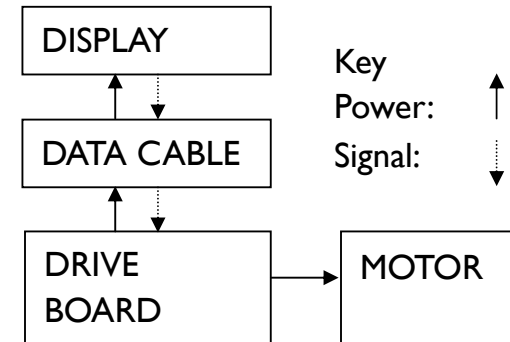 DISPLAY
DATA CABLE
DRIVE
BOARD
MOTOR
Key
Power:
Signal: